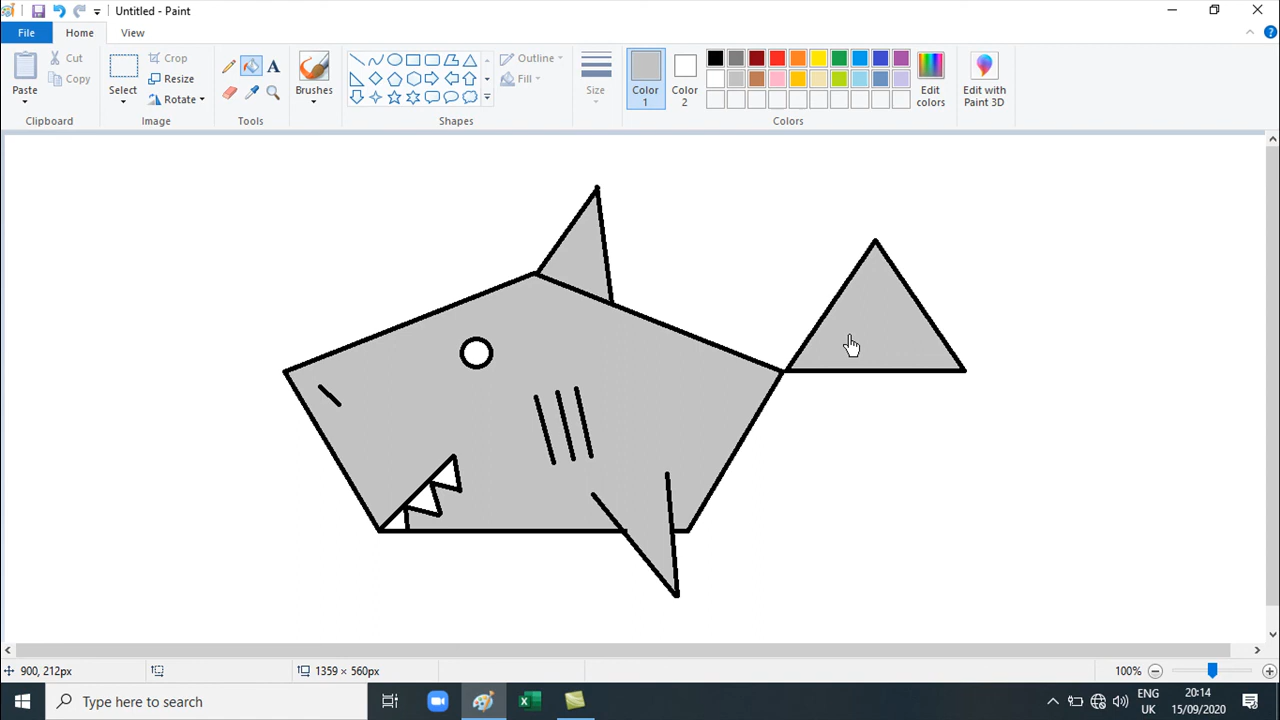 Untitled - Paint
File Home View
Paste
Cut
Copy
Clipboard
Select
Crop
Resize
Rotate
Image
A
Tools
Brushes
Shapes
Outline
Fill
Size
Color 1
Color 2
Colors
Edit colors
Edit with Paint 3D
900, 212px
1359 × 560px
100%
Type here to search
ENG
UK
20:14
15/09/2020